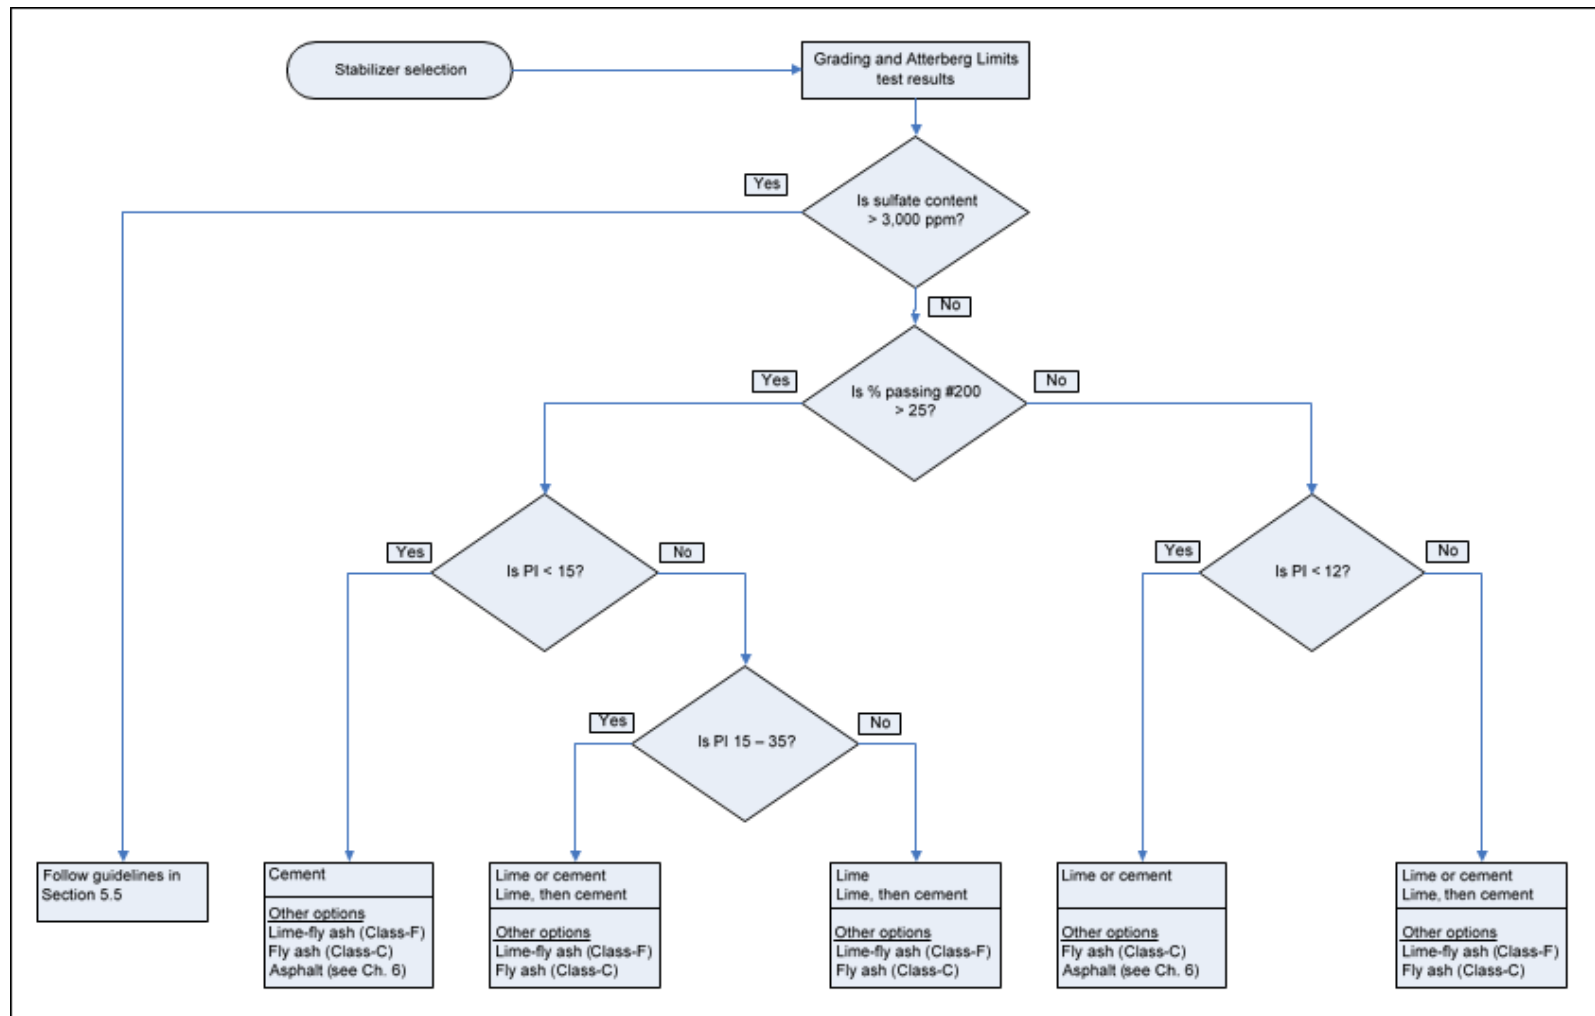 Stabilizer selection
Grading and Atterberg Limits
test results
Yes
Is sulfate content
> 3,000 ppm?
No
Yes
Is % passing #200
> 25?
No
Yes
Is PI < 15?
No
Yes
Is PI < 12?
No
Yes
Is PI 15 – 35?
No
Follow guidelines in
Section 5.5
Cement
Other options
Lime-fly ash (Class-F)
Fly ash (Class-C)
Asphalt (see Ch. 6)
Lime or cement
Lime, then cement
Other options
Lime-fly ash (Class-F)
Fly ash (Class-C)
Lime
Lime, then cement
Other options
Lime-fly ash (Class-F)
Fly ash (Class-C)
Lime or cement
Other options
Fly ash (Class-C)
Asphalt (see Ch. 6)
Lime or cement
Lime, then cement
Other options
Lime-fly ash (Class-F)
Fly ash (Class-C)